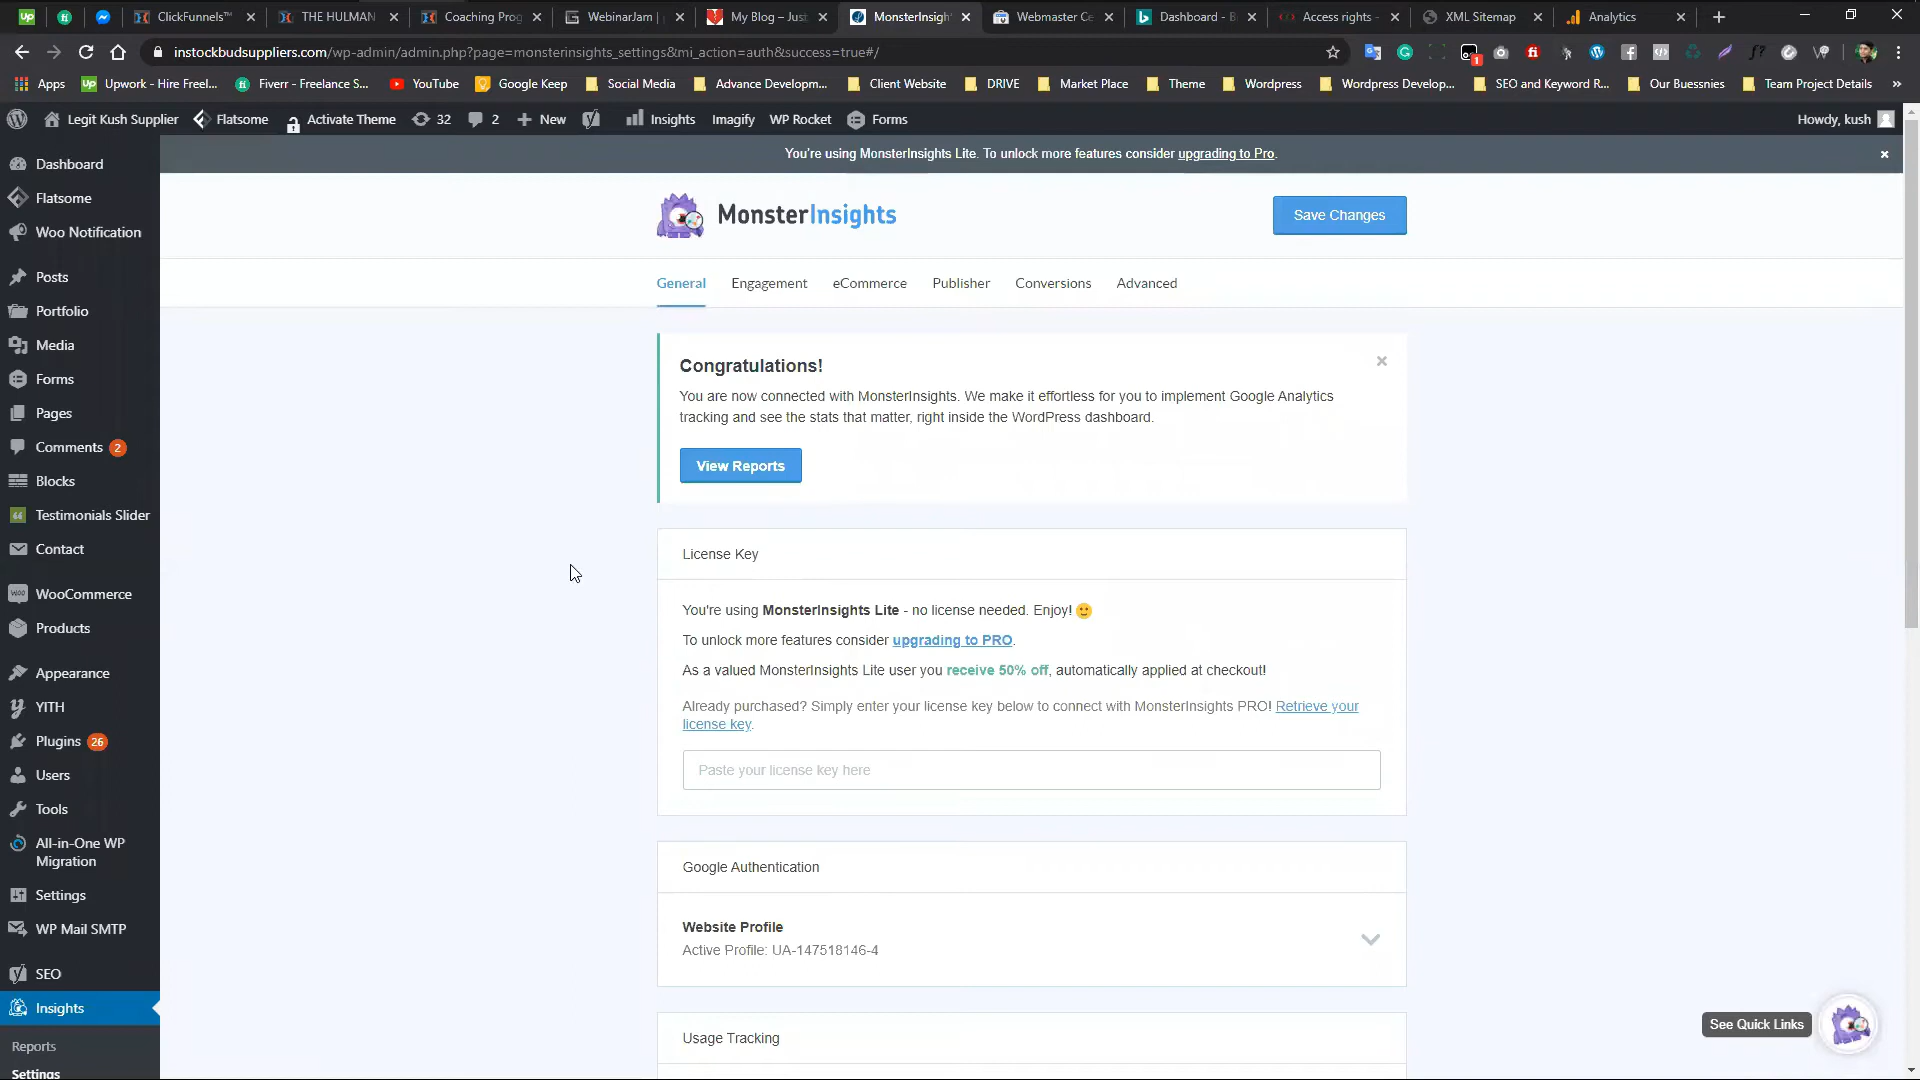 ClickFunnels™
THE HULMAN
Coaching Prog
WebinarJam |
My Blog – Just
MonsterInsigh
Webmaster Ce
Dashboard - B
Access rights -
XML Sitemap
Analytics
instockbudsuppliers.com/wp-admin/admin.php?page=monsterinsights_settings&mi_action=auth&success=true#/
Apps
Upwork - Hire Freel...
Fiverr - Freelance S...
YouTube
Google Keep
Social Media
Advance Developm...
Client Website
DRIVE
Market Place
Theme
Wordpress
Wordpress Develop...
SEO and Keyword R...
Our Buessnies
Team Project Details
Legit Kush Supplier
Flatsome
Activate Theme
32
2
New
Insights
Imagify
WP Rocket
Forms
Howdy, kush
You're using MonsterInsights Lite. To unlock more features consider upgrading to Pro.
Dashboard
Flatsome
Woo Notification
Posts
Portfolio
Media
Forms
Pages
Comments 2
Blocks
Testimonials Slider
Contact
WooCommerce
Products
Appearance
YITH
Plugins 26
Users
Tools
All-in-One WP
Migration
Settings
WP Mail SMTP
SEO
Insights
Reports
Settings
MonsterInsights
Save Changes
General
Engagement
eCommerce
Publisher
Conversions
Advanced
Congratulations!
You are now connected with MonsterInsights. We make it effortless for you to implement Google Analytics
tracking and see the stats that matter, right inside the WordPress dashboard.
View Reports
License Key
You're using MonsterInsights Lite - no license needed. Enjoy! 🙂
To unlock more features consider upgrading to PRO.
As a valued MonsterInsights Lite user you receive 50% off, automatically applied at checkout!
Already purchased? Simply enter your license key below to connect with MonsterInsights PRO! Retrieve your
license key.
Paste your license key here
Google Authentication
Website Profile
Active Profile: UA-147518146-4
Usage Tracking
See Quick Links